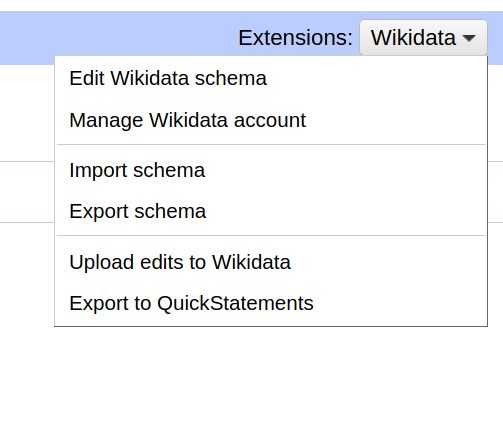 Extensions: Wikidata
Edit Wikidata schema
Manage Wikidata account
Import schema
Export schema
Upload edits to Wikidata
Export to QuickStatements